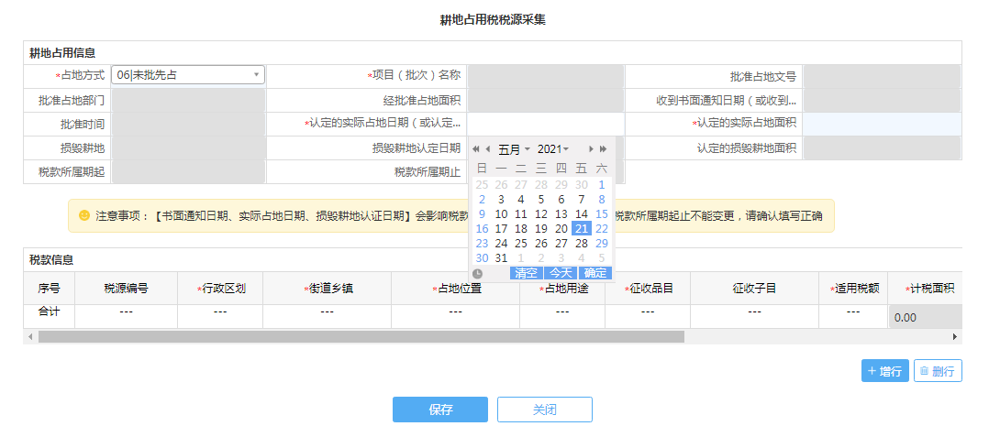 耕地占用税税源采集
耕地占用信息
*占地方式 06|未批先占 *项目（批次）名称 批准占地文号
批准占地部门 经批准占地面积 收到书面通知日期（或收到...
批准时间 *认定的实际占地日期（或认定... *认定的实际占地面积
损毁耕地 损毁耕地认定日期 认定的损毁耕地面积
税款所属期起 税款所属期止
五月 2021
日 一 二 三 四 五 六
25 26 27 28 29 30 1
2 3 4 5 6 7 8
9 10 11 12 13 14 15
16 17 18 19 20 21 22
23 24 25 26 27 28 29
30 31 1 2 3 4 5
清空 今天 确定
注意事项：【书面通知日期、实际占地日期、损毁耕地认证日期】会影响税款 税款所属期起止不能变更，请确认填写正确
税款信息
序号 税源编号 *行政区划 *街道乡镇 *占地位置 *占地用途 *征收品目 征收子目 *适用税额 *计税面积
合计 --- --- --- --- --- --- --- --- 0.00
+ 增行 删行
保存 关闭